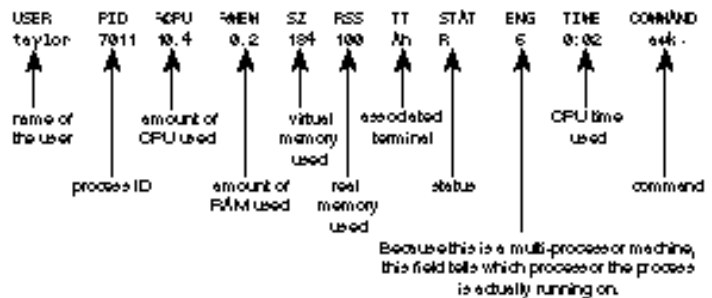 USER PID %CPU %MEM SZ RSS TT STAT ENG TIME COMMAND
taylor 7011 10.4 0.2 184 100 Ah R 6 0:02 awk -
name of
the user
amount of
CPU used
virtual
memory
used
associated
terminal
CPU time
used
process ID
amount of
RAM used
real
memory
used
status
command
Because this is a multi-processor machine,
this field tells which processor the process
is actually running on.